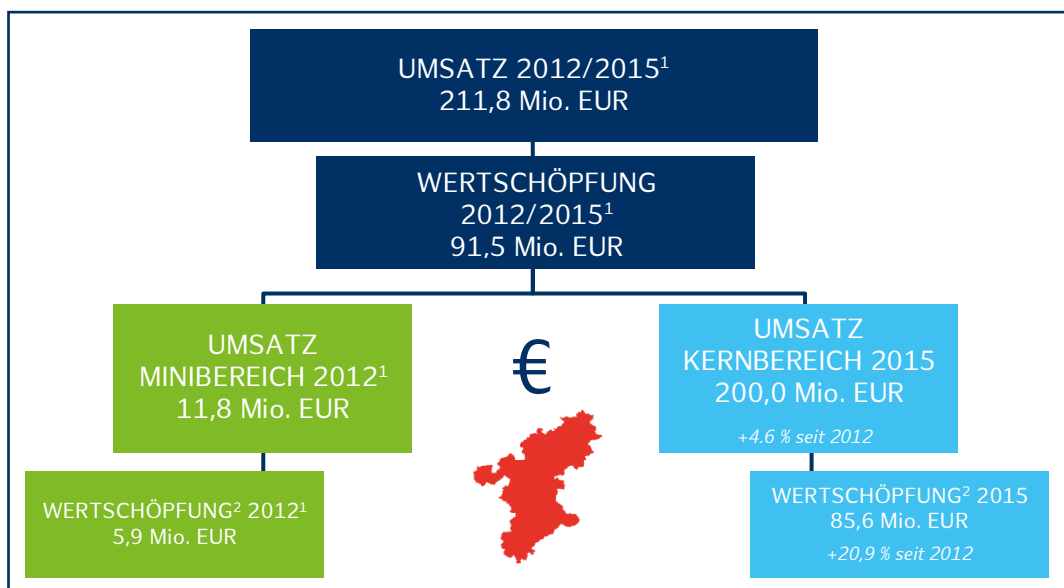 UMSATZ 2012/2015¹
211,8 Mio. EUR
WERTSCHÖPFUNG
2012/2015¹
91,5 Mio. EUR
UMSATZ
MINIBEREICH 2012¹
11,8 Mio. EUR
€
UMSATZ
KERNBEREICH 2015
200,0 Mio. EUR
+4.6 % seit 2012
WERTSCHÖPFUNG² 2012¹
5,9 Mio. EUR
WERTSCHÖPFUNG² 2015
85,6 Mio. EUR
+20,9 % seit 2012